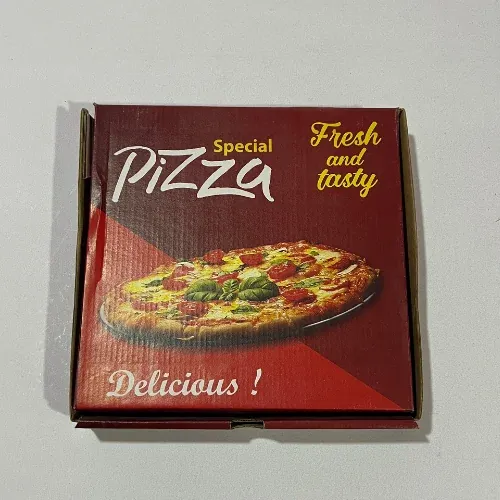 Special
Pizza
Fresh
and
tasty
Delicious !